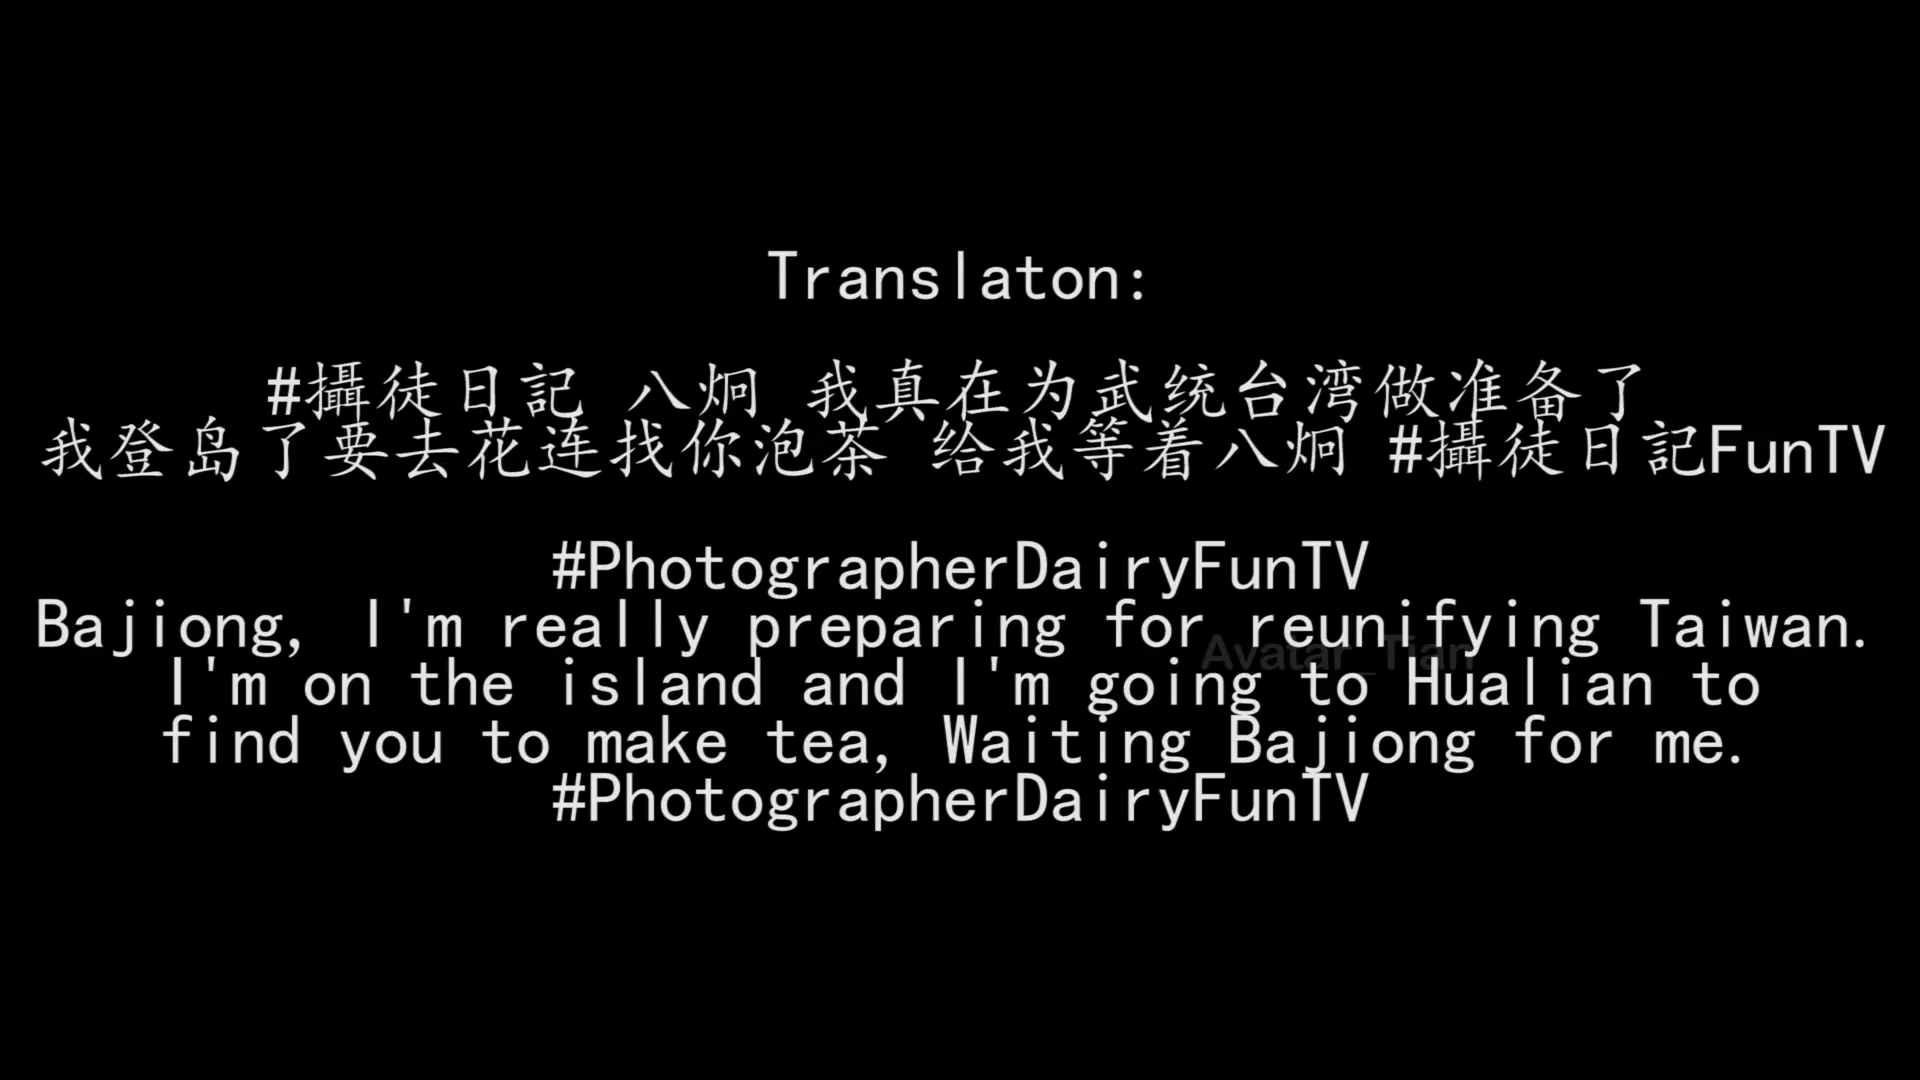 Translaton:
#攝徒日記 八炯 我真在为武统台湾做准备了
我登岛了要去花连找你泡茶 给我等着八炯 #攝徒日記FunTV
#PhotographerDairyFunTV
Bajiong, I'm really preparing for reunifying Taiwan.
Avatar_Tian
I'm on the island and I'm going to Hualian to
find you to make tea, Waiting Bajiong for me.
#PhotographerDairyFunTV